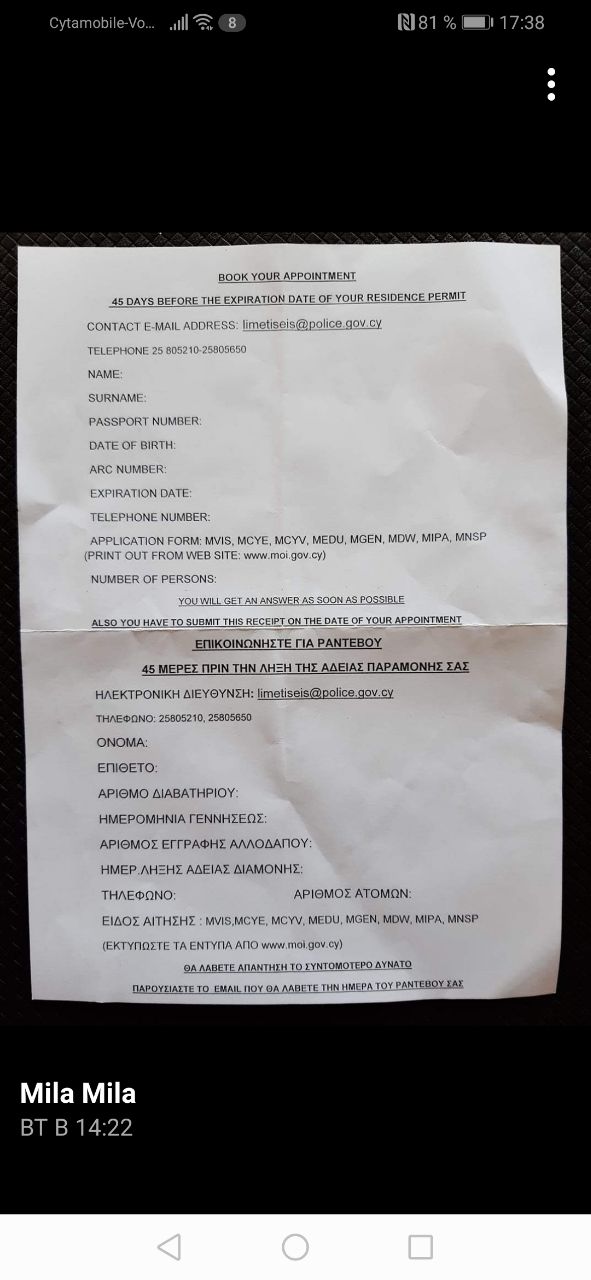 Cytamobile-Vo... 8 81 % 17:38
BOOK YOUR APPOINTMENT
45 DAYS BEFORE THE EXPIRATION DATE OF YOUR RESIDENCE PERMIT
CONTACT E-MAIL ADDRESS: limetiseis@police.gov.cy
TELEPHONE 25 805210-25805650
NAME:
SURNAME:
PASSPORT NUMBER:
DATE OF BIRTH:
ARC NUMBER:
EXPIRATION DATE:
TELEPHONE NUMBER:
APPLICATION FORM: MVIS, MCYE, MCYV, MEDU, MGEN, MDW, MIPA, MNSP
(PRINT OUT FROM WEB SITE: www.moi.gov.cy)
NUMBER OF PERSONS:
YOU WILL GET AN ANSWER AS SOON AS POSSIBLE
ALSO YOU HAVE TO SUBMIT THIS RECEIPT ON THE DATE OF YOUR APPOINTMENT
ΕΠΙΚΟΙΝΩΝΗΣΤΕ ΓΙΑ ΡΑΝΤΕΒΟΥ
45 ΜΕΡΕΣ ΠΡΙΝ ΤΗΝ ΛΗΞΗ ΤΗΣ ΑΔΕΙΑΣ ΠΑΡΑΜΟΝΗΣ ΣΑΣ
ΗΛΕΚΤΡΟΝΙΚΗ ΔΙΕΥΘΥΝΣΗ: limetiseis@police.gov.cy
ΤΗΛΕΦΩΝΟ: 25805210, 25805650
ΟΝΟΜΑ:
ΕΠΙΘΕΤΟ:
ΑΡΙΘΜΟ ΔΙΑΒΑΤΗΡΙΟΥ:
ΗΜΕΡΟΜΗΝΙΑ ΓΕΝΝΗΣΕΩΣ:
ΑΡΙΘΜΟΣ ΕΓΓΡΑΦΗΣ ΑΛΛΟΔΑΠΟΥ:
ΗΜΕΡ.ΛΗΞΗΣ ΑΔΕΙΑΣ ΔΙΑΜΟΝΗΣ:
ΤΗΛΕΦΩΝΟ: ΑΡΙΘΜΟΣ ΑΤΟΜΩΝ:
ΕΙΔΟΣ ΑΙΤΗΣΗΣ : MVIS,MCYE, MCYV, MEDU, MGEN, MDW, MIPA, MNSP
(ΕΚΤΥΠΩΣΤΕ ΤΑ ΕΝΤΥΠΑ ΑΠΟ www.moi.gov.cy)
ΘΑ ΛΑΒΕΤΕ ΑΠΑΝΤΗΣΗ ΤΟ ΣΥΝΤΟΜΟΤΕΡΟ ΔΥΝΑΤΟ
ΠΑΡΟΥΣΙΑΣΤΕ ΤΟ EMAIL ΠΟΥ ΘΑ ΛΑΒΕΤΕ ΤΗΝ ΗΜΕΡΑ ΤΟΥ ΡΑΝΤΕΒΟΥ ΣΑΣ
Mila Mila
ВТ В 14:22